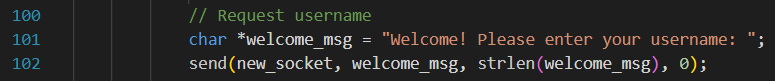 100 // Request username
101 char *welcome_msg = "Welcome! Please enter your username: ";
102 send(new_socket, welcome_msg, strlen(welcome_msg), 0);